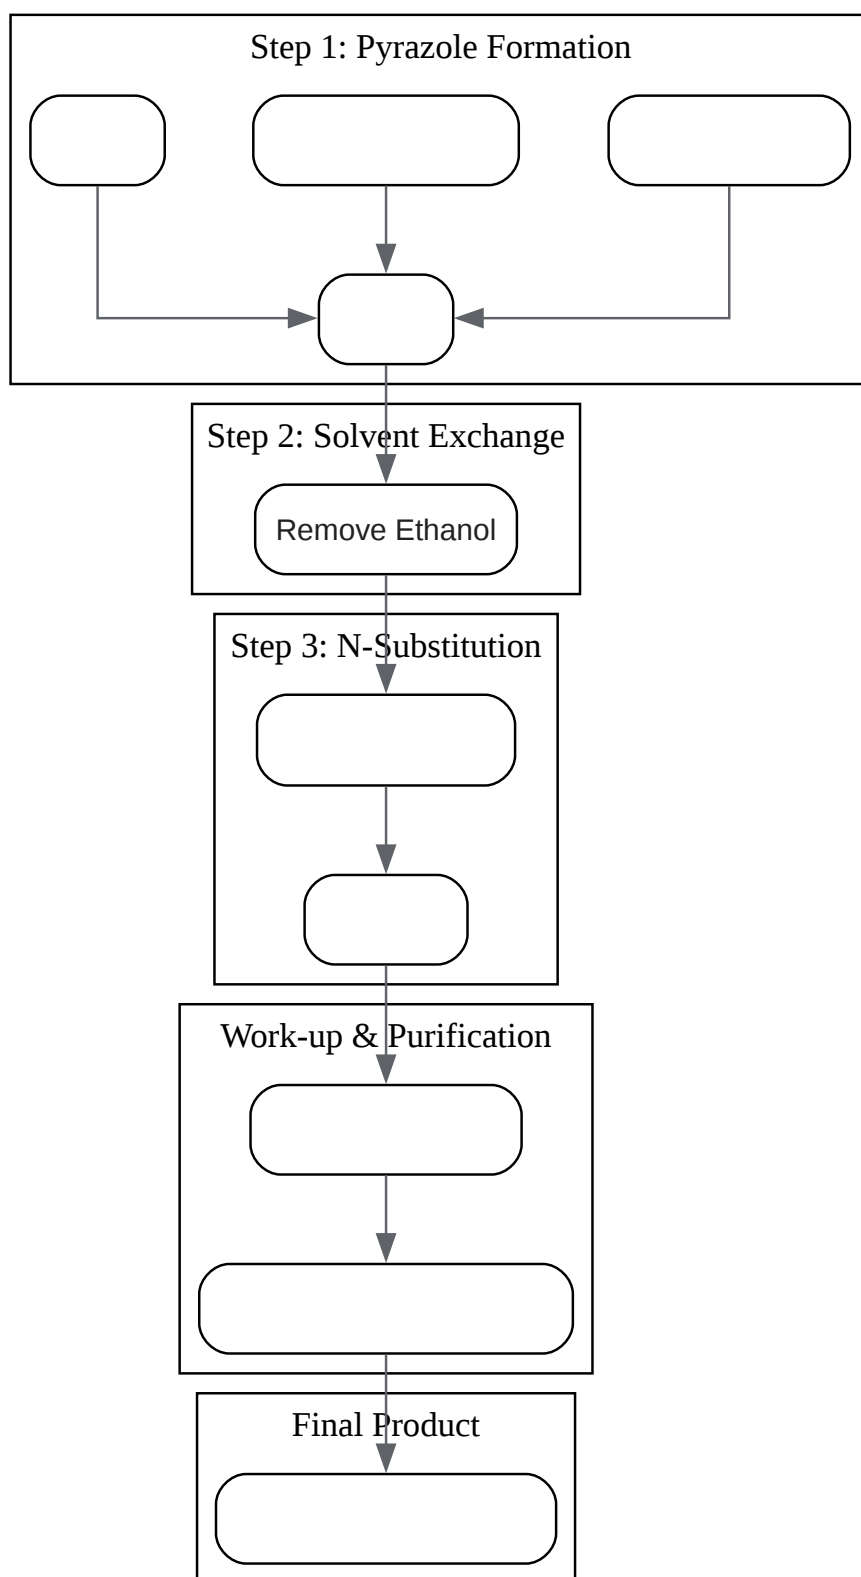 Step 1: Pyrazole Formation
Step 2: Solvent Exchange
Remove Ethanol
Step 3: N-Substitution
Work-up & Purification
Final Product